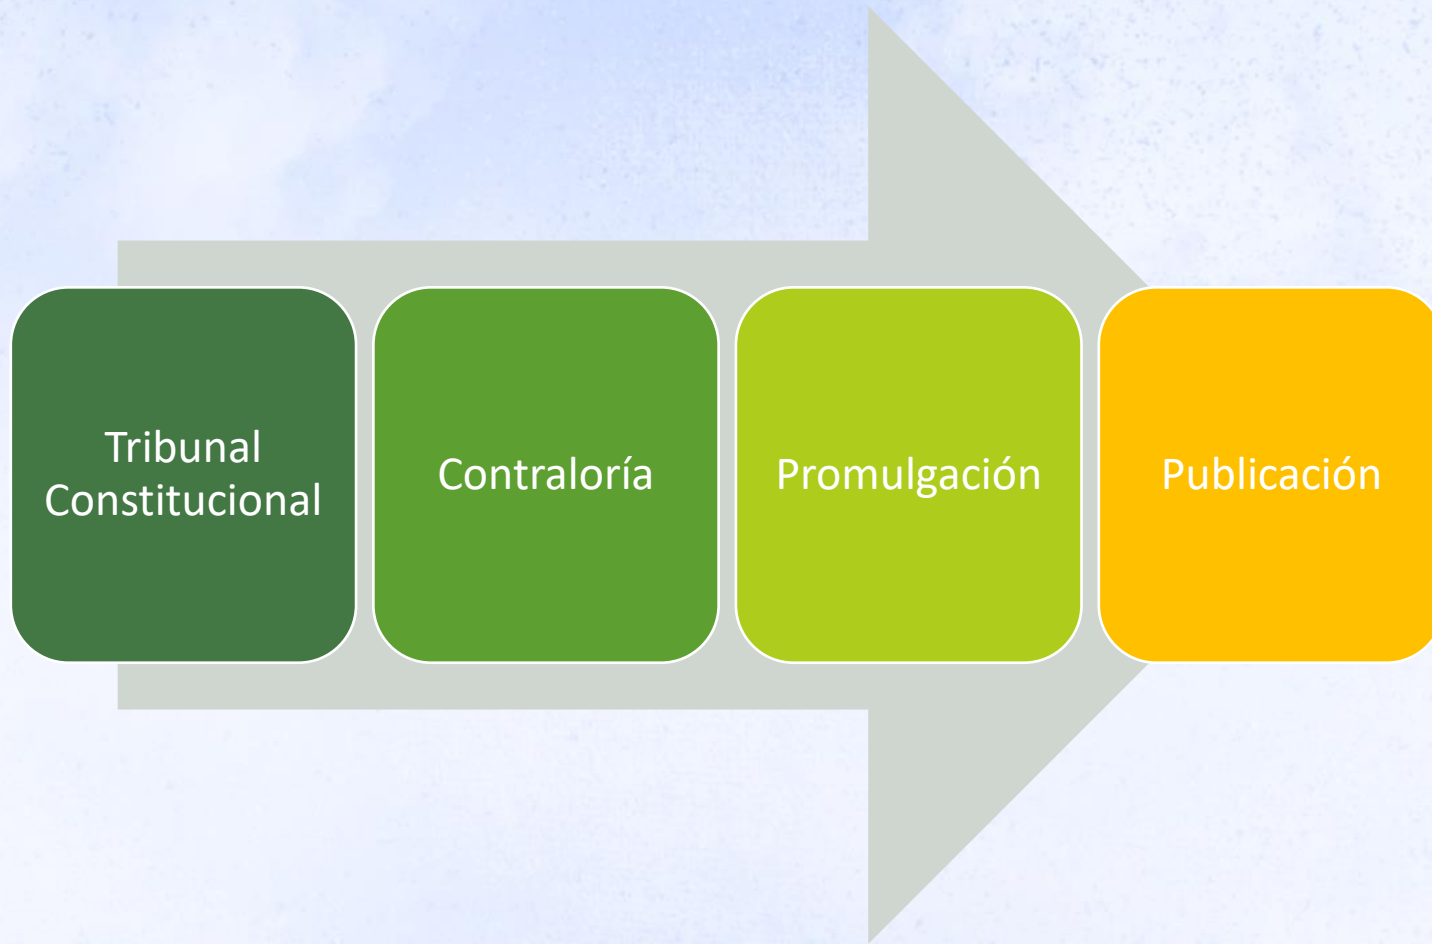 Tribunal
Constitucional
Contraloría
Promulgación
Publicación